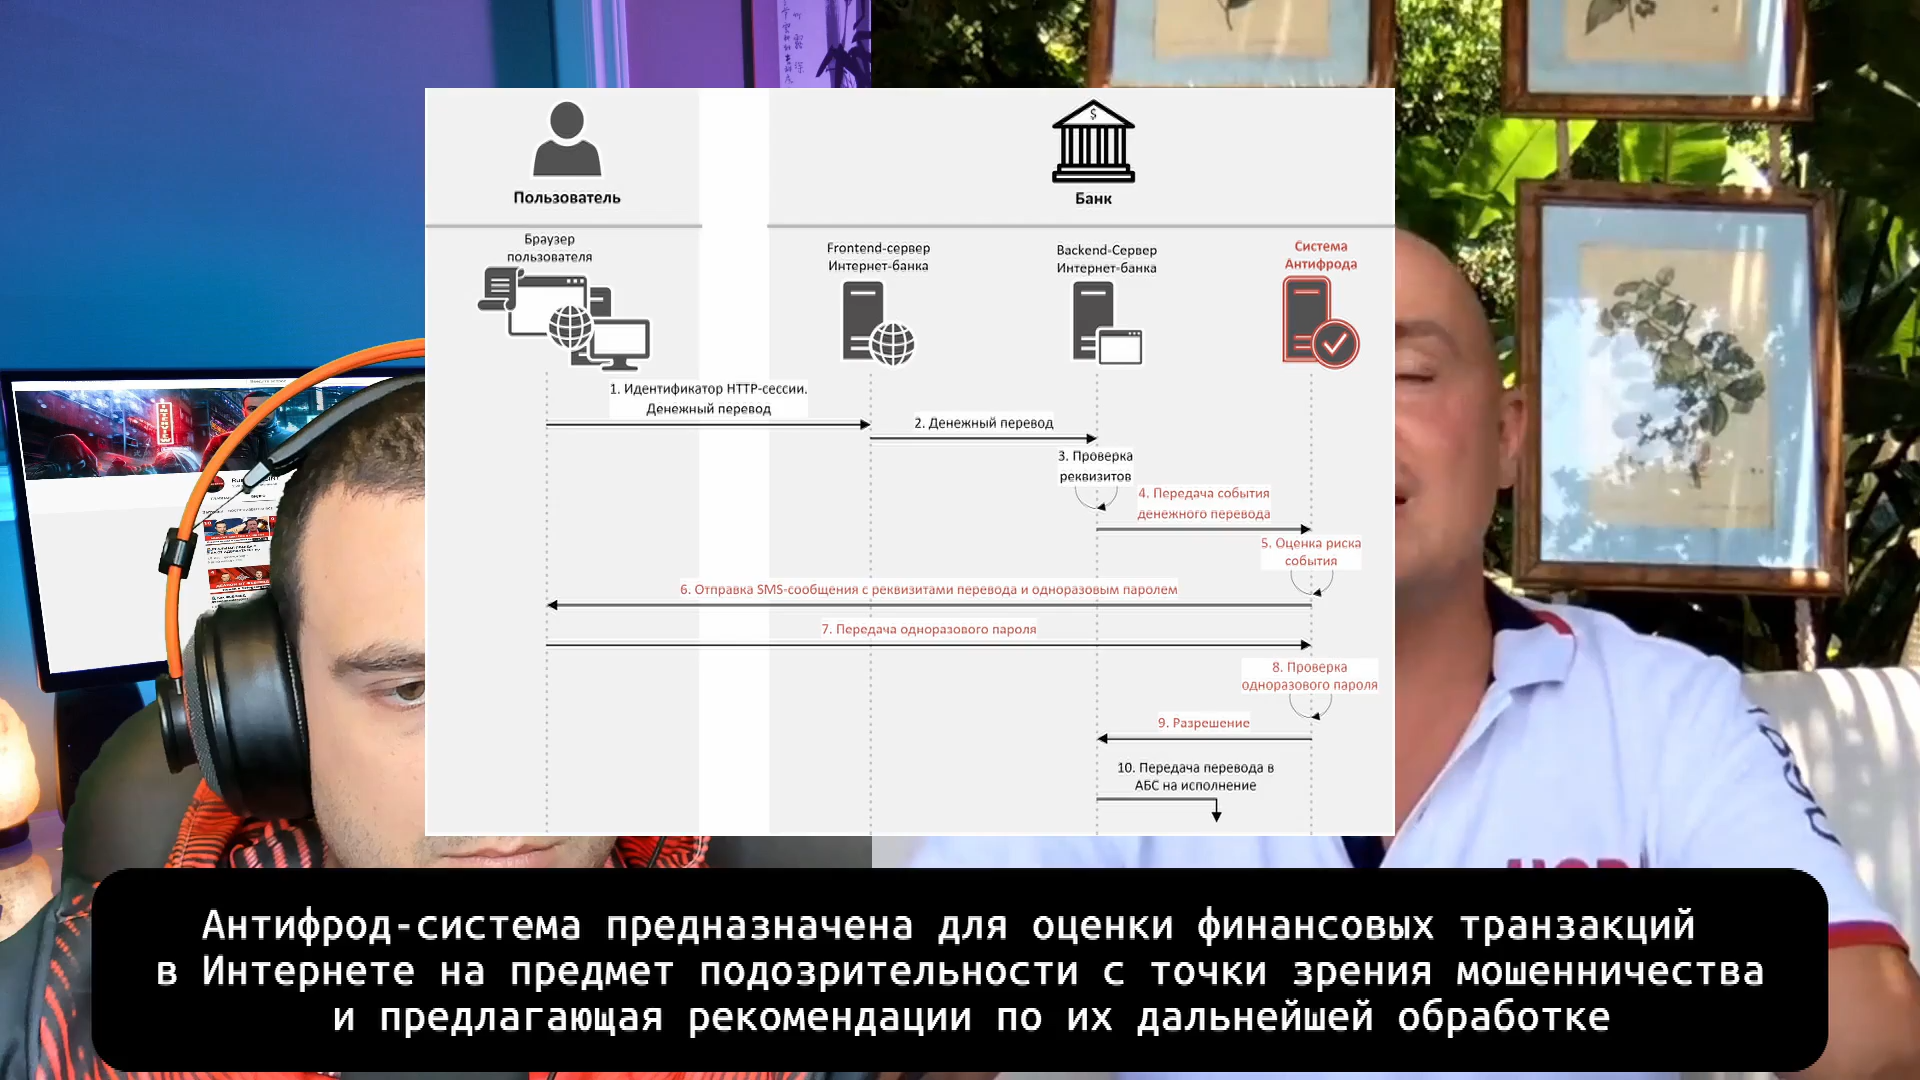 Пользователь
Банк
Браузер
пользователя
Frontend-сервер
Интернет-банка
Backend-Сервер
Интернет-банка
Система
Антифрода
1. Идентификатор HTTP-сессии.
Денежный перевод
2. Денежный перевод
3. Проверка
реквизитов
4. Передача события
денежного перевода
5. Оценка риска
события
6. Отправка SMS-сообщения с реквизитами перевода и одноразовым паролем
7. Передача одноразового пароля
8. Проверка
одноразового пароля
9. Разрешение
10. Передача перевода в
АБС на исполнение
Антифрод-система предназначена для оценки финансовых транзакций
в Интернете на предмет подозрительности с точки зрения мошенничества
и предлагающая рекомендации по их дальнейшей обработке